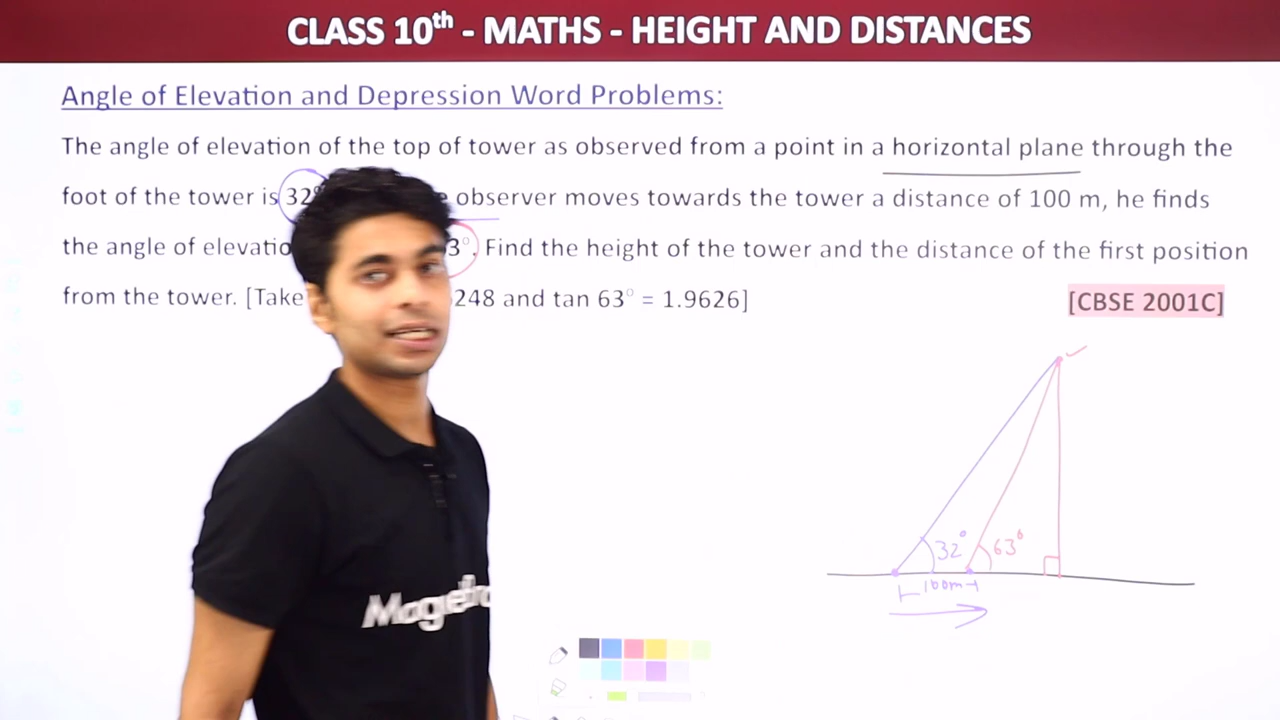 CLASS 10th - MATHS - HEIGHT AND DISTANCES
Angle of Elevation and Depression Word Problems:
The angle of elevation of the top of tower as observed from a point in a horizontal plane through the
foot of the tower is 32° observer moves towards the tower a distance of 100 m, he finds
the angle of 3°. Find the height of the tower and the distance of the first position
from the tower. [Take 248 and tan 63° = 1.9626]
[CBSE 2001C]
32° 63°
100m